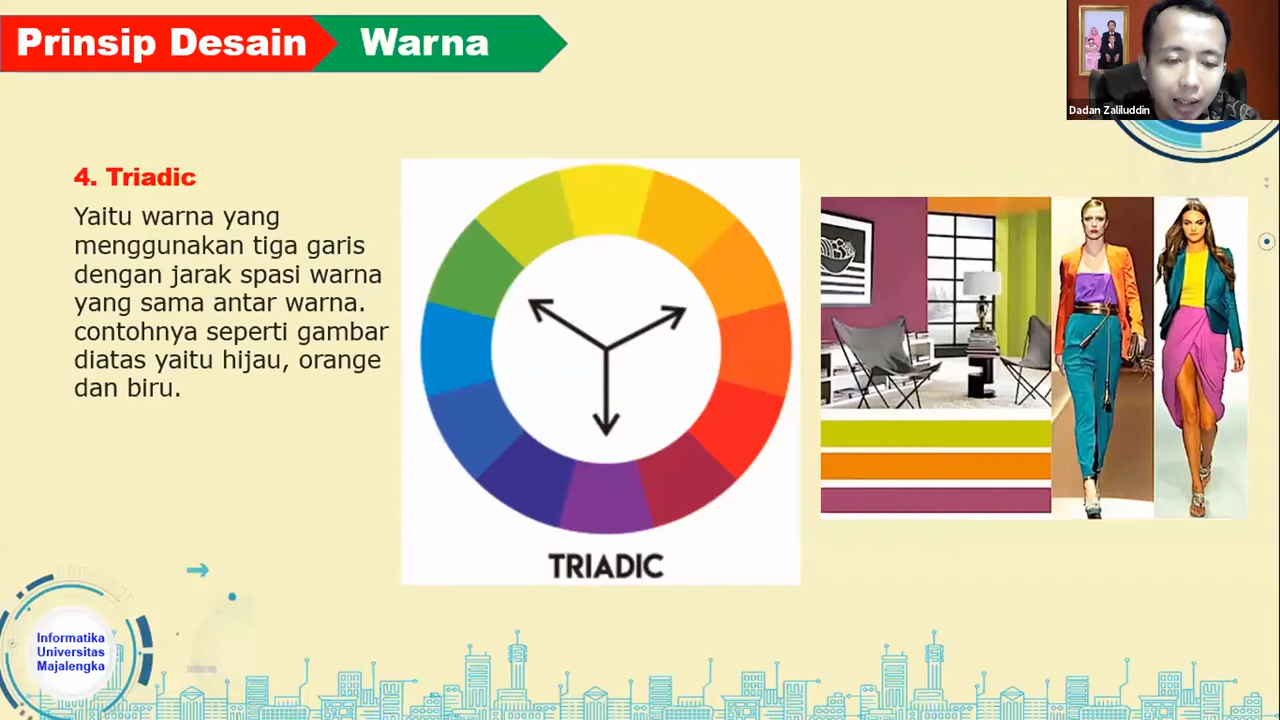 Prinsip Desain
Warna
Dadan Zaliluddin
4. Triadic
Yaitu warna yang
menggunakan tiga garis
dengan jarak spasi warna
yang sama antar warna.
contohnya seperti gambar
diatas yaitu hijau, orange
dan biru.
TRIADIC
Informatika
Universitas
Majalengka